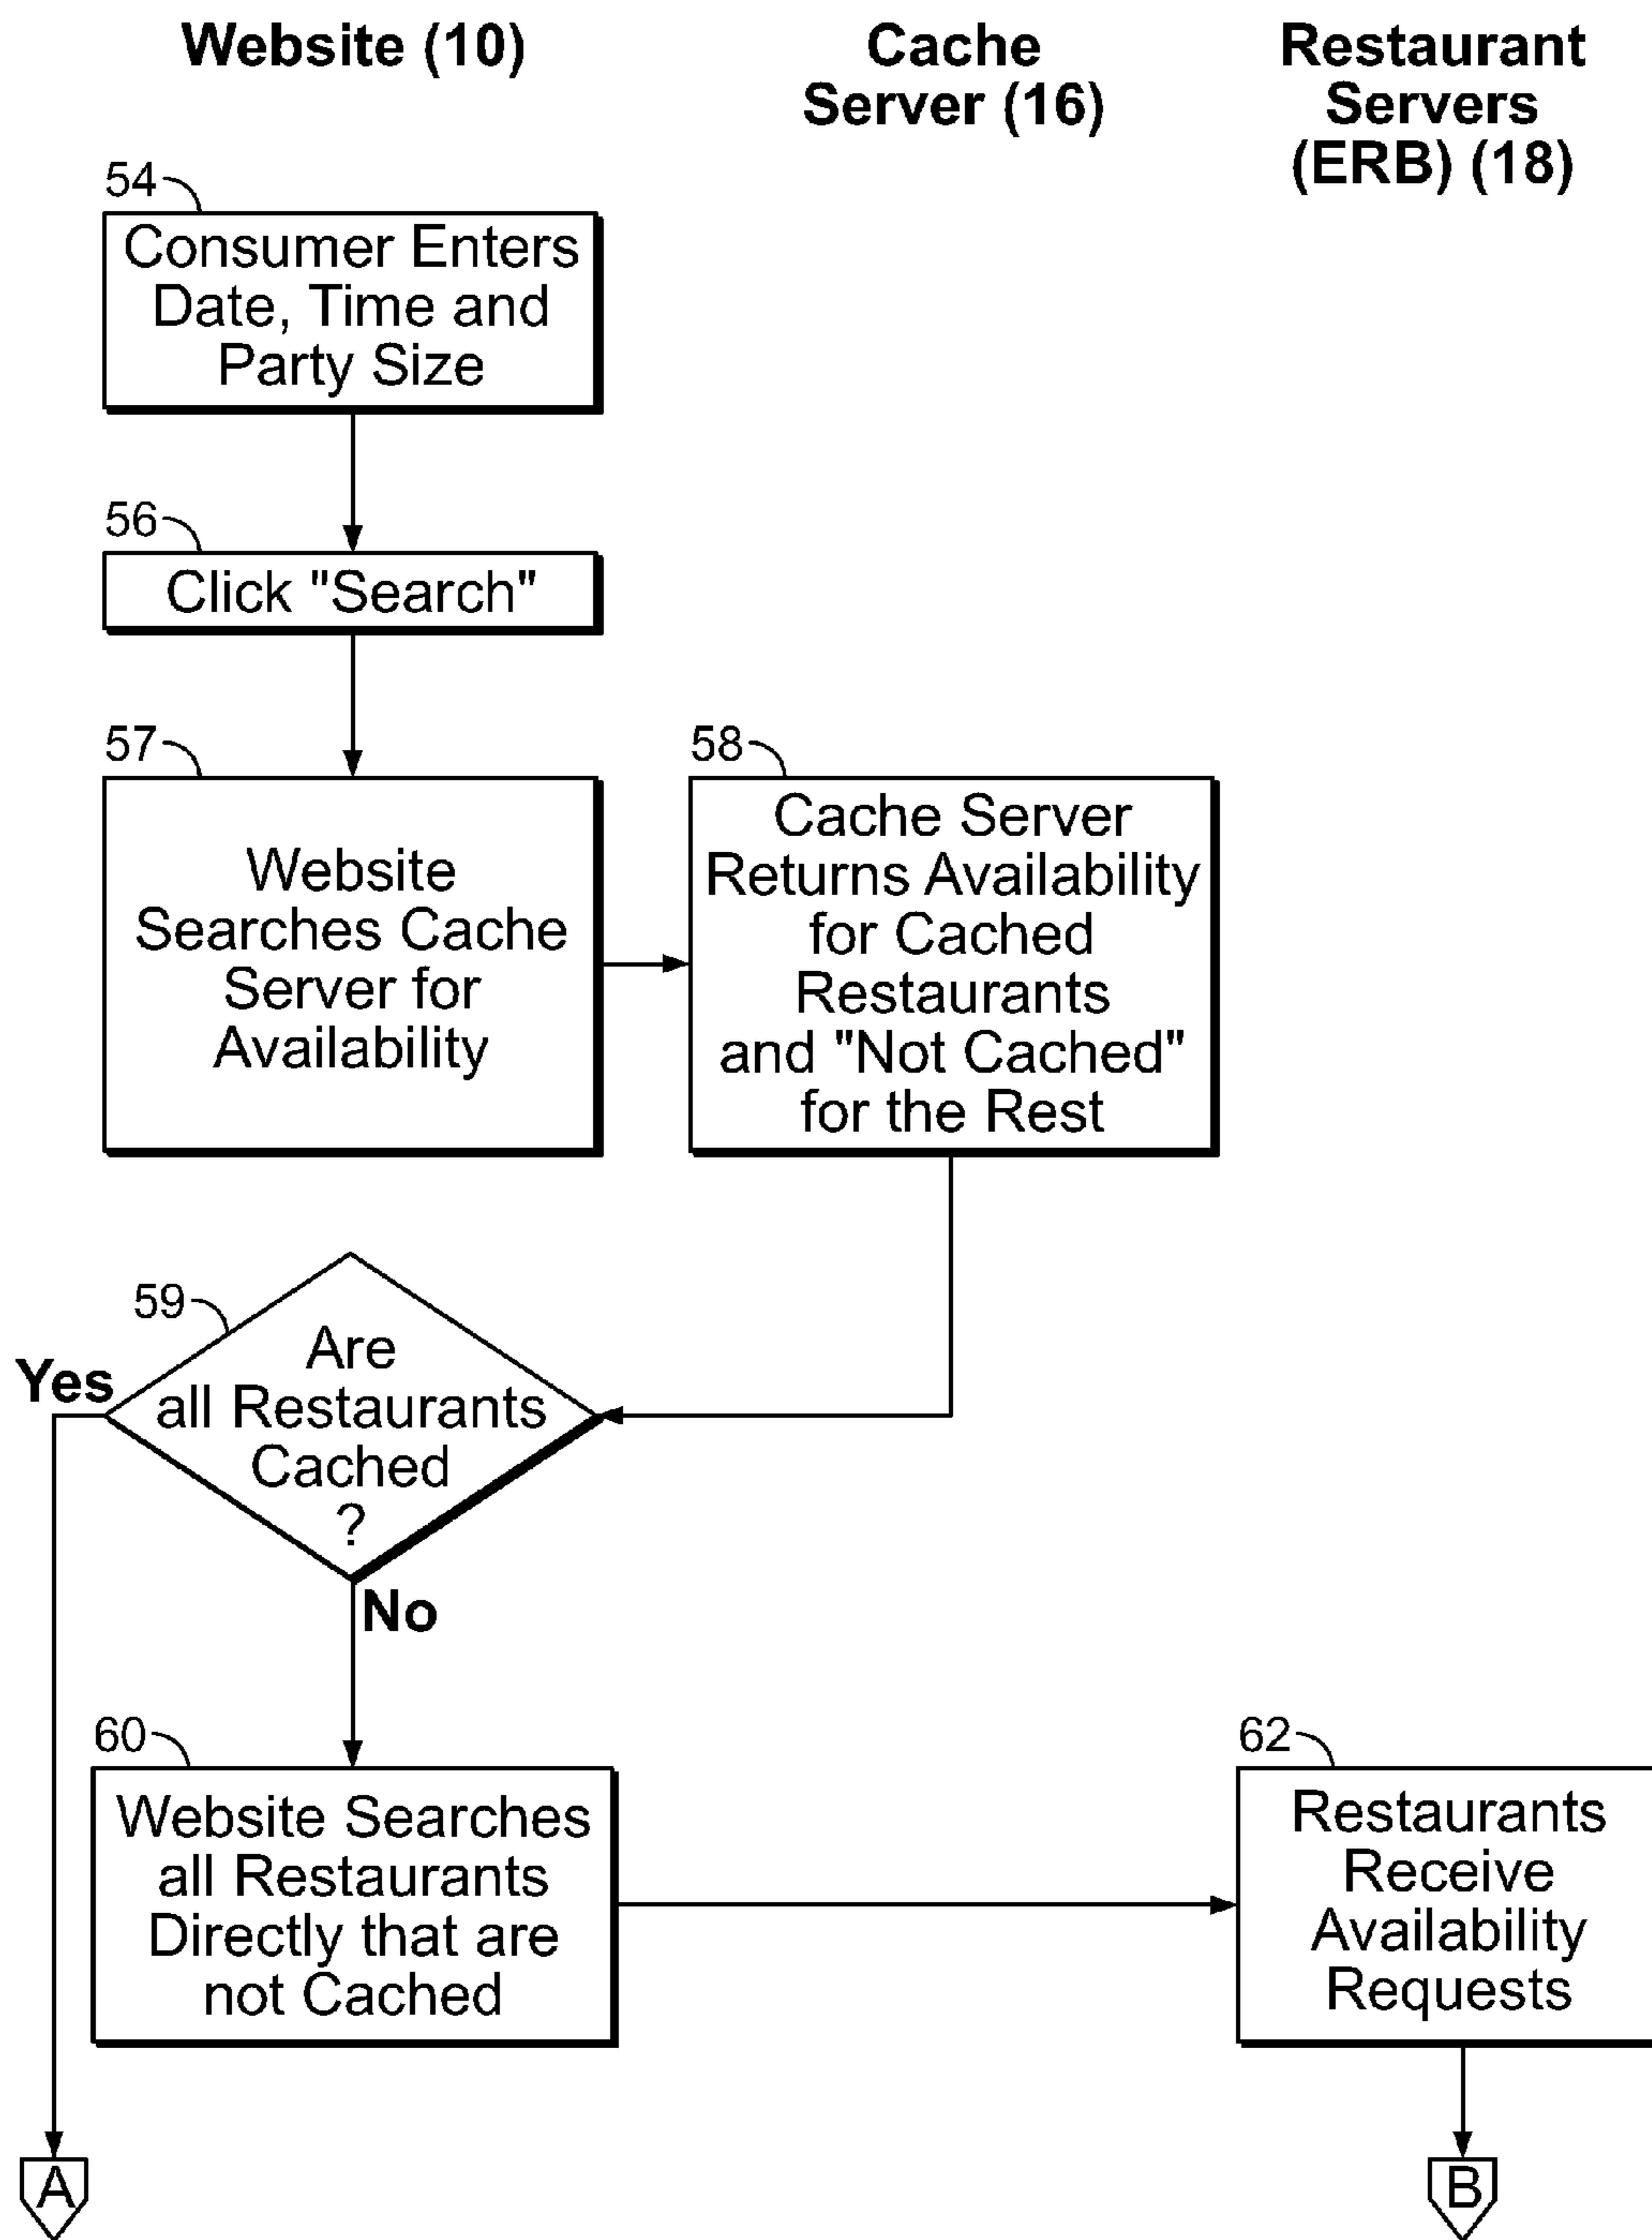 Website (10)
Cache
Server (16)
Restaurant
Servers
(ERB) (18)
54
Consumer Enters
Date, Time and
Party Size
56
Click "Search"
57
Website
Searches Cache
Server for
Availability
58
Cache Server
Returns Availability
for Cached
Restaurants
and "Not Cached"
for the Rest
59
Are
all Restaurants
Cached
?
Yes
No
60
Website Searches
all Restaurants
Directly that are
not Cached
62
Restaurants
Receive
Availability
Requests
A
B